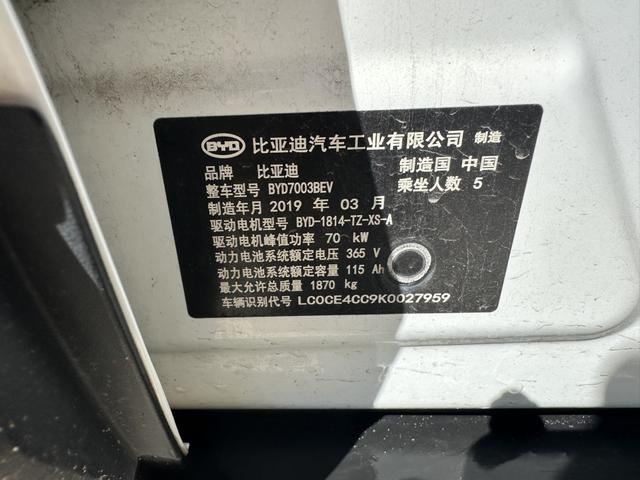 BYD 比亚迪汽车工业有限公司 制造
品牌 比亚迪 制造国 中国
整车型号 BYD7003BEV 乘坐人数 5
制造年月 2019 年 03 月
驱动电机型号 BYD-1814-TZ-XS-A
驱动电机峰值功率 70 kW
动力电池系统额定电压 365 V
动力电池系统额定容量 115 Ah
最大允许总质量 1870 kg
车辆识别代号 LC0CE4CC9K0027959